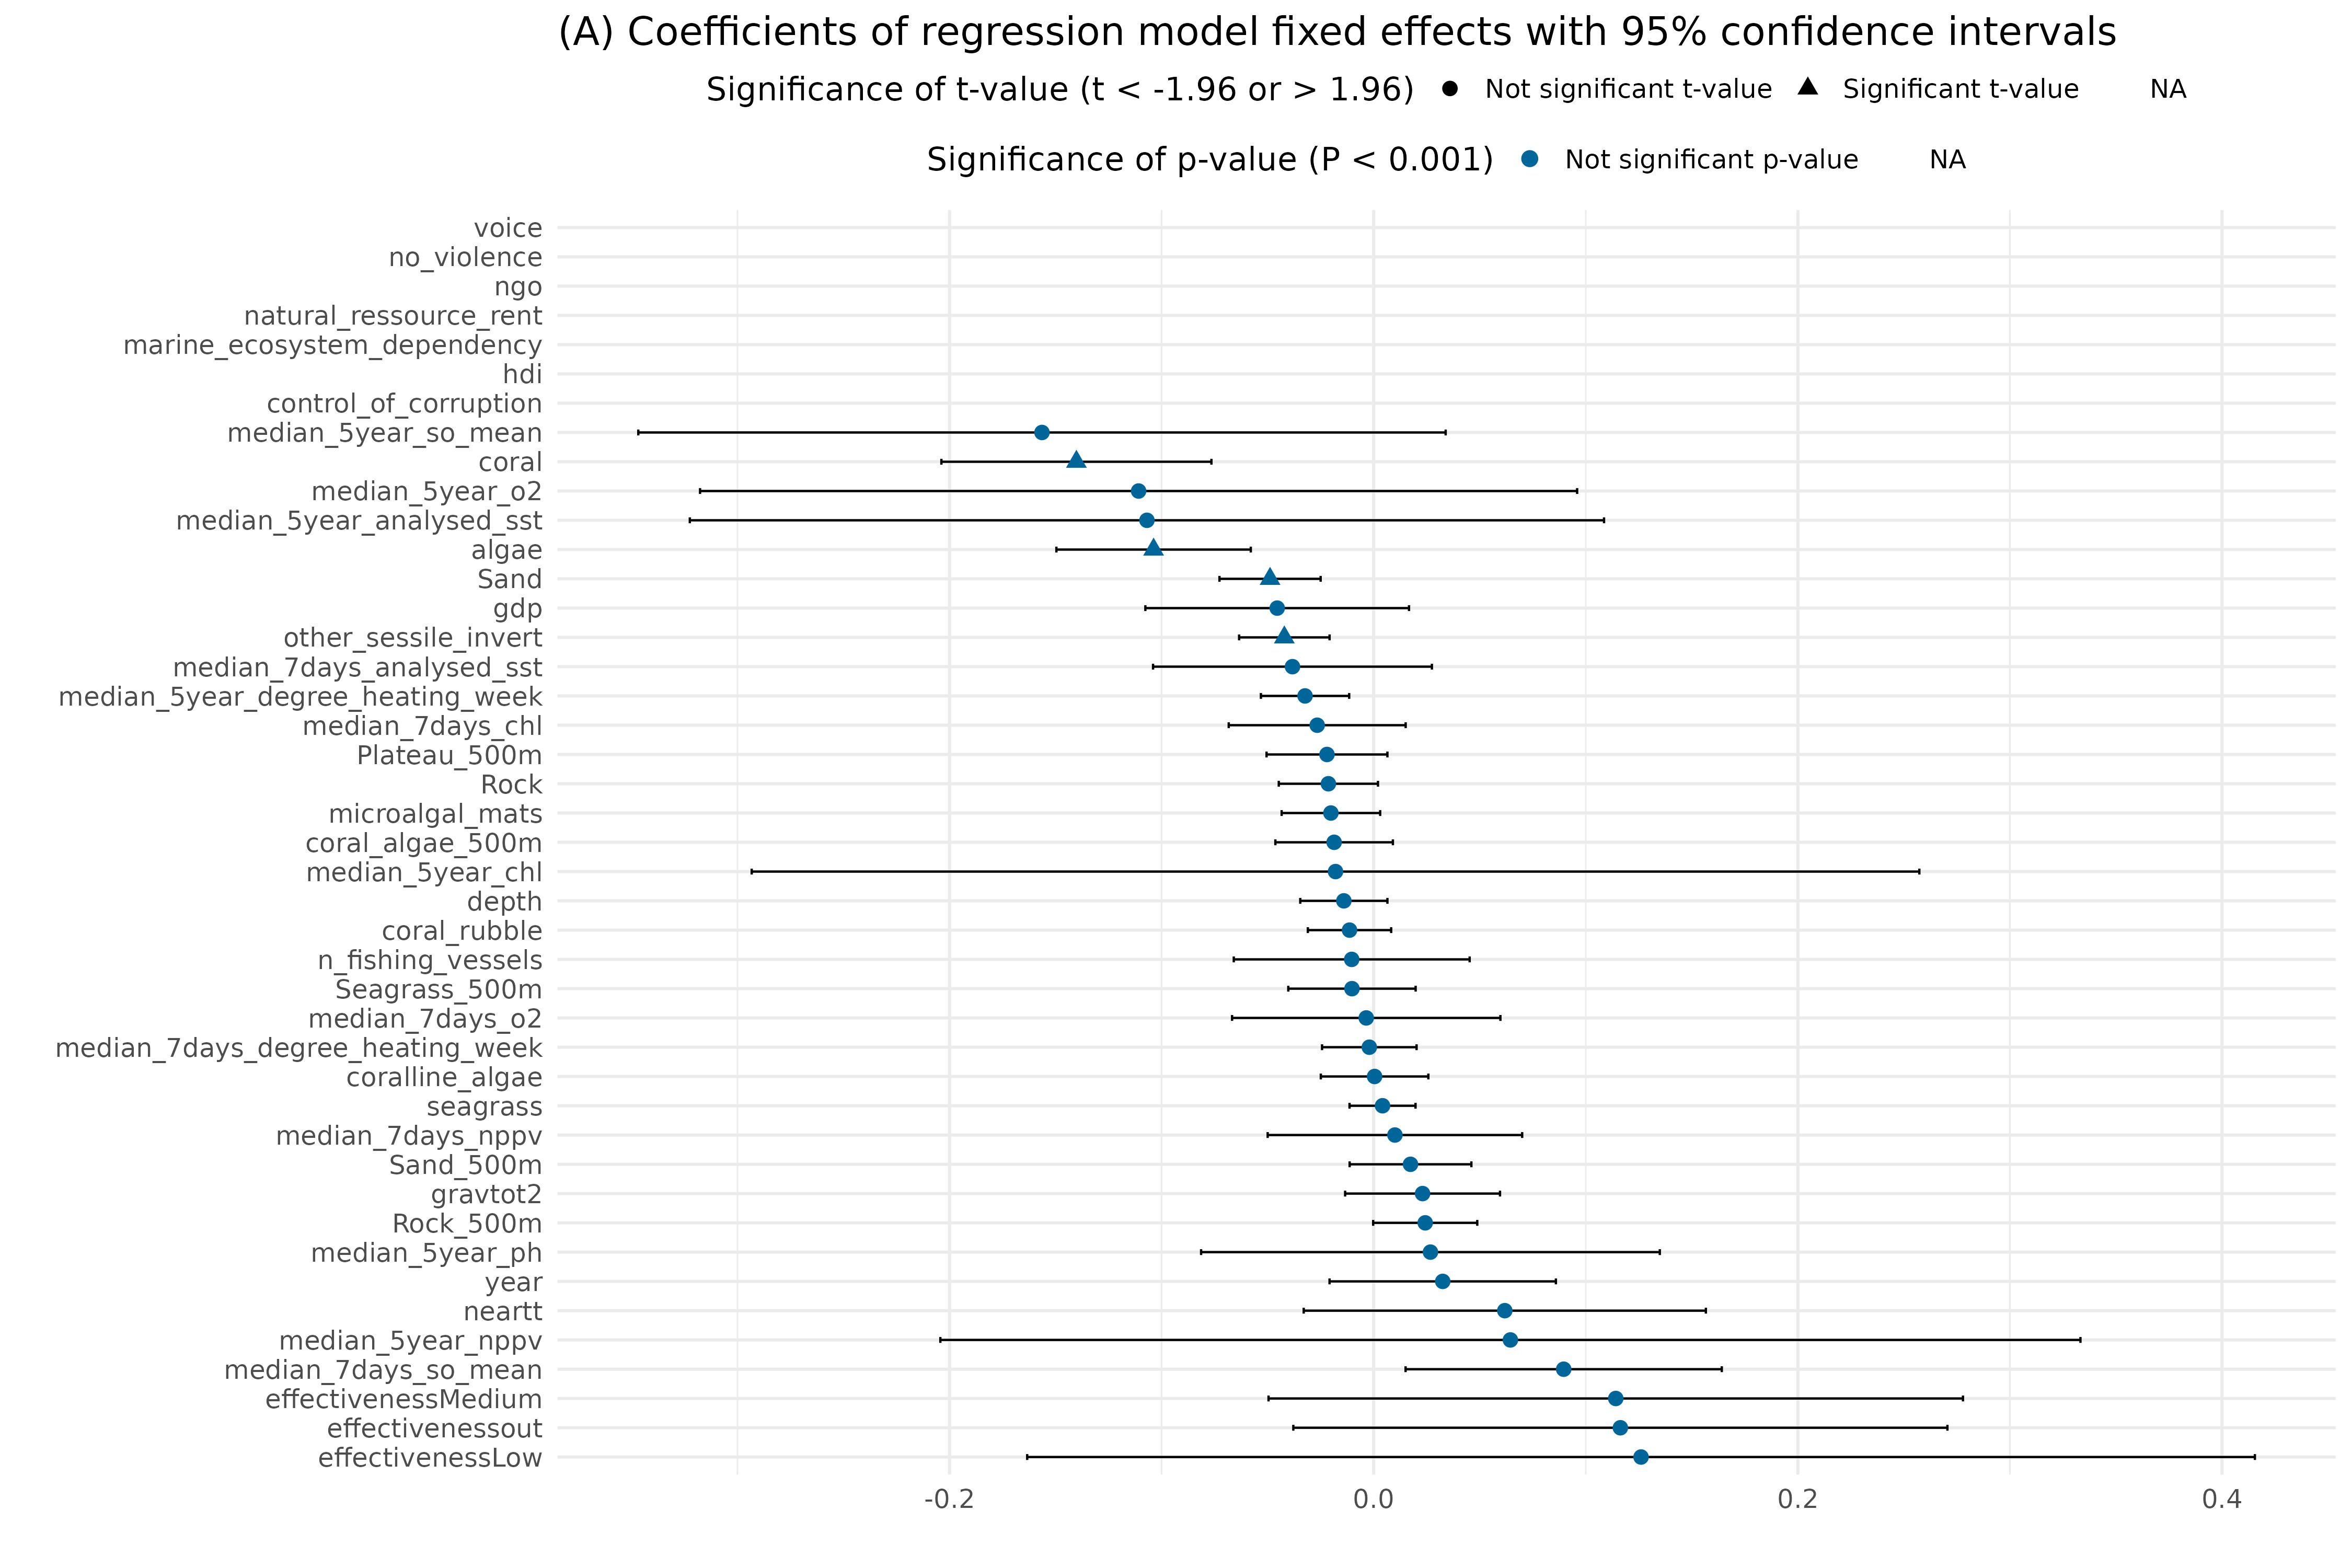 (A) Coefficients of regression model fixed effects with 95% confidence intervals
Significance of t-value (t < -1.96 or > 1.96) Not significant t-value Significant t-value NA
Significance of p-value (P < 0.001) Not significant p-value NA
voice
no_violence
ngo
natural_ressource_rent
marine_ecosystem_dependency
hdi
control_of_corruption
median_5year_so_mean
coral
median_5year_o2
median_5year_analysed_sst
algae
Sand
gdp
other_sessile_invert
median_7days_analysed_sst
median_5year_degree_heating_week
median_7days_chl
Plateau_500m
Rock
microalgal_mats
coral_algae_500m
median_5year_chl
depth
coral_rubble
n_fishing_vessels
Seagrass_500m
median_7days_o2
median_7days_degree_heating_week
coralline_algae
seagrass
median_7days_nppv
Sand_500m
gravtot2
Rock_500m
median_5year_ph
year
neartt
median_5year_nppv
median_7days_so_mean
effectivenessMedium
effectivenessout
effectivenessLow
-0.2 0.0 0.2 0.4